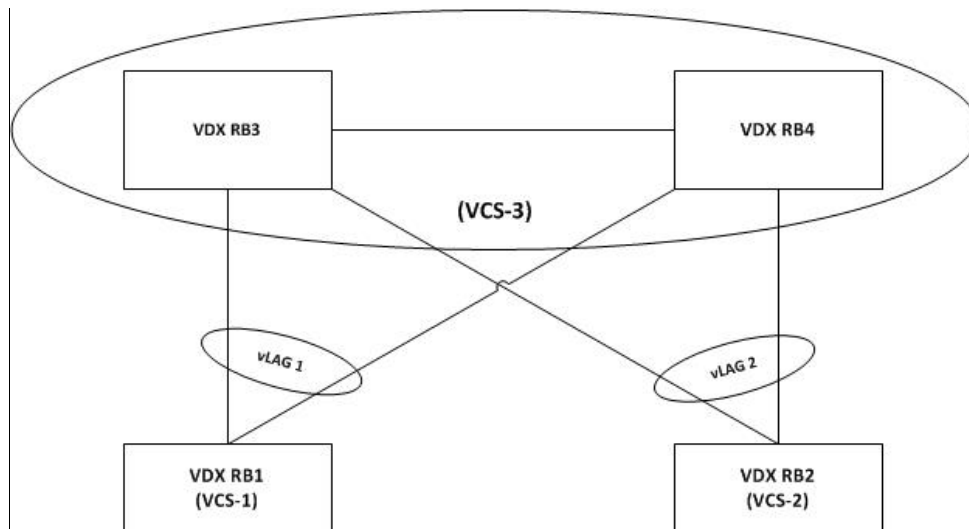 VDX RB3
VDX RB4
(VCS-3)
vLAG 1
vLAG 2
VDX RB1
(VCS-1)
VDX RB2
(VCS-2)